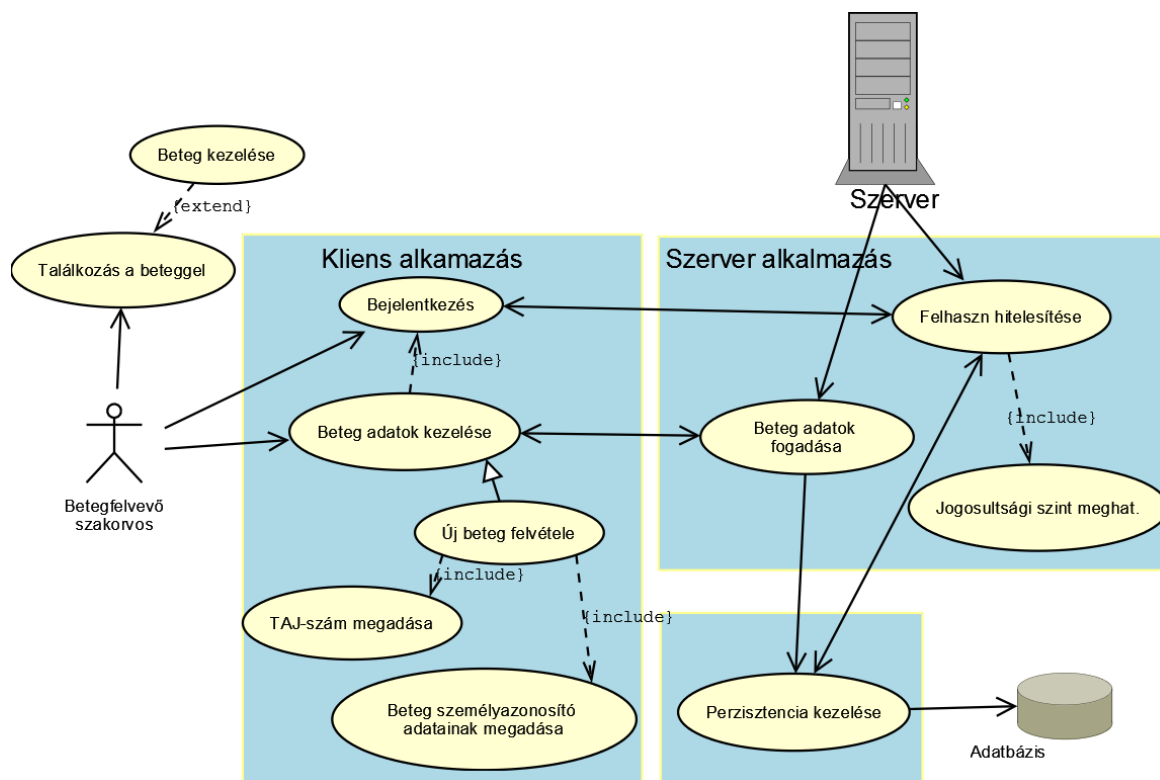 Szerver
Beteg kezelése
{extend}
Találkozás a beteggel
Kliens alkamazás
Szerver alkalmazás
Bejelentkezés
Felhaszn hitelesítése
{include}
{include}
Beteg adatok kezelése
Beteg adatok
fogadása
Betegfelvevő
szakorvos
Jogosultsági szint meghat.
Új beteg felvétele
{include}
{include}
TAJ-szám megadása
Beteg személyazonosító
adatainak megadása
Perzisztencia kezelése
Adatbázis